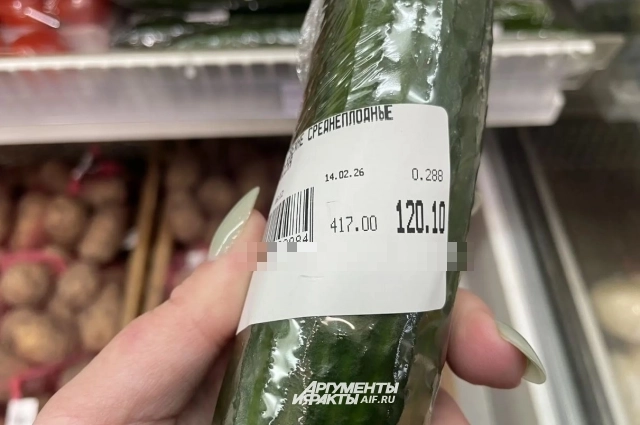 СРЕДНЕПЛОДНЫЕ
14.02.26 0.288
417.00 120.10
АРГУМЕНТЫ
И ФАКТЫ AIF.RU